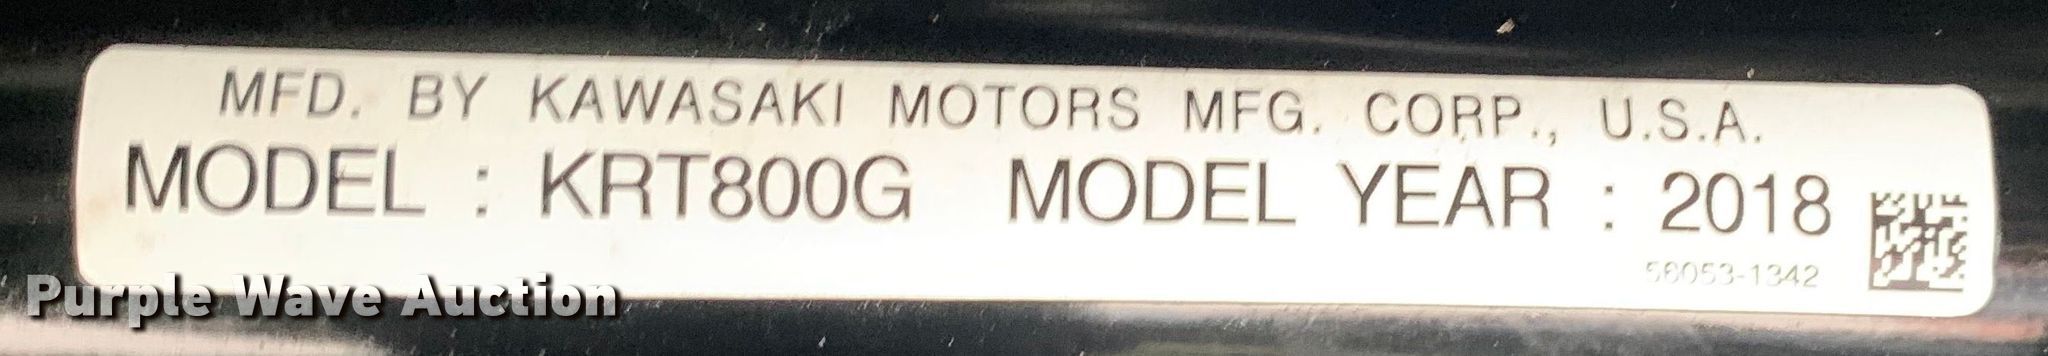 MFD. BY KAWASAKI MOTORS MFG. CORP., U.S.A.
MODEL : KRT800G MODEL YEAR : 2018
56053-1342
Purple Wave Auction